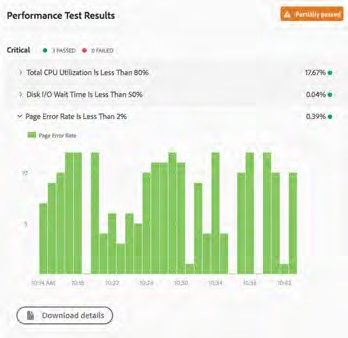 Performance Test Results
Partially passed
Critical 3 PASSED 0 FAILED
Total CPU Utilization Is Less Than 80% 17.67%
Disk I/O Wait Time Is Less Than 50% 0.04%
Page Error Rate Is Less Than 2% 0.39%
Page Error Rate
10
5
10:14 AM 10:18 10:22 10:26 10:30 10:34 10:38 10:42
Download details